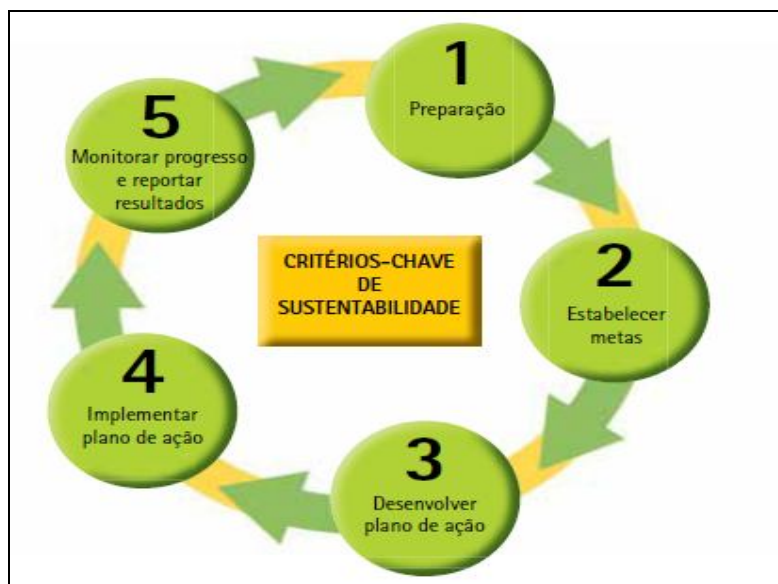 1
Preparação
2
Estabelecer
metas
3
Desenvolver
plano de ação
4
Implementar
plano de ação
5
Monitorar progresso
e reportar
resultados
CRITÉRIOS-CHAVE
DE
SUSTENTABILIDADE